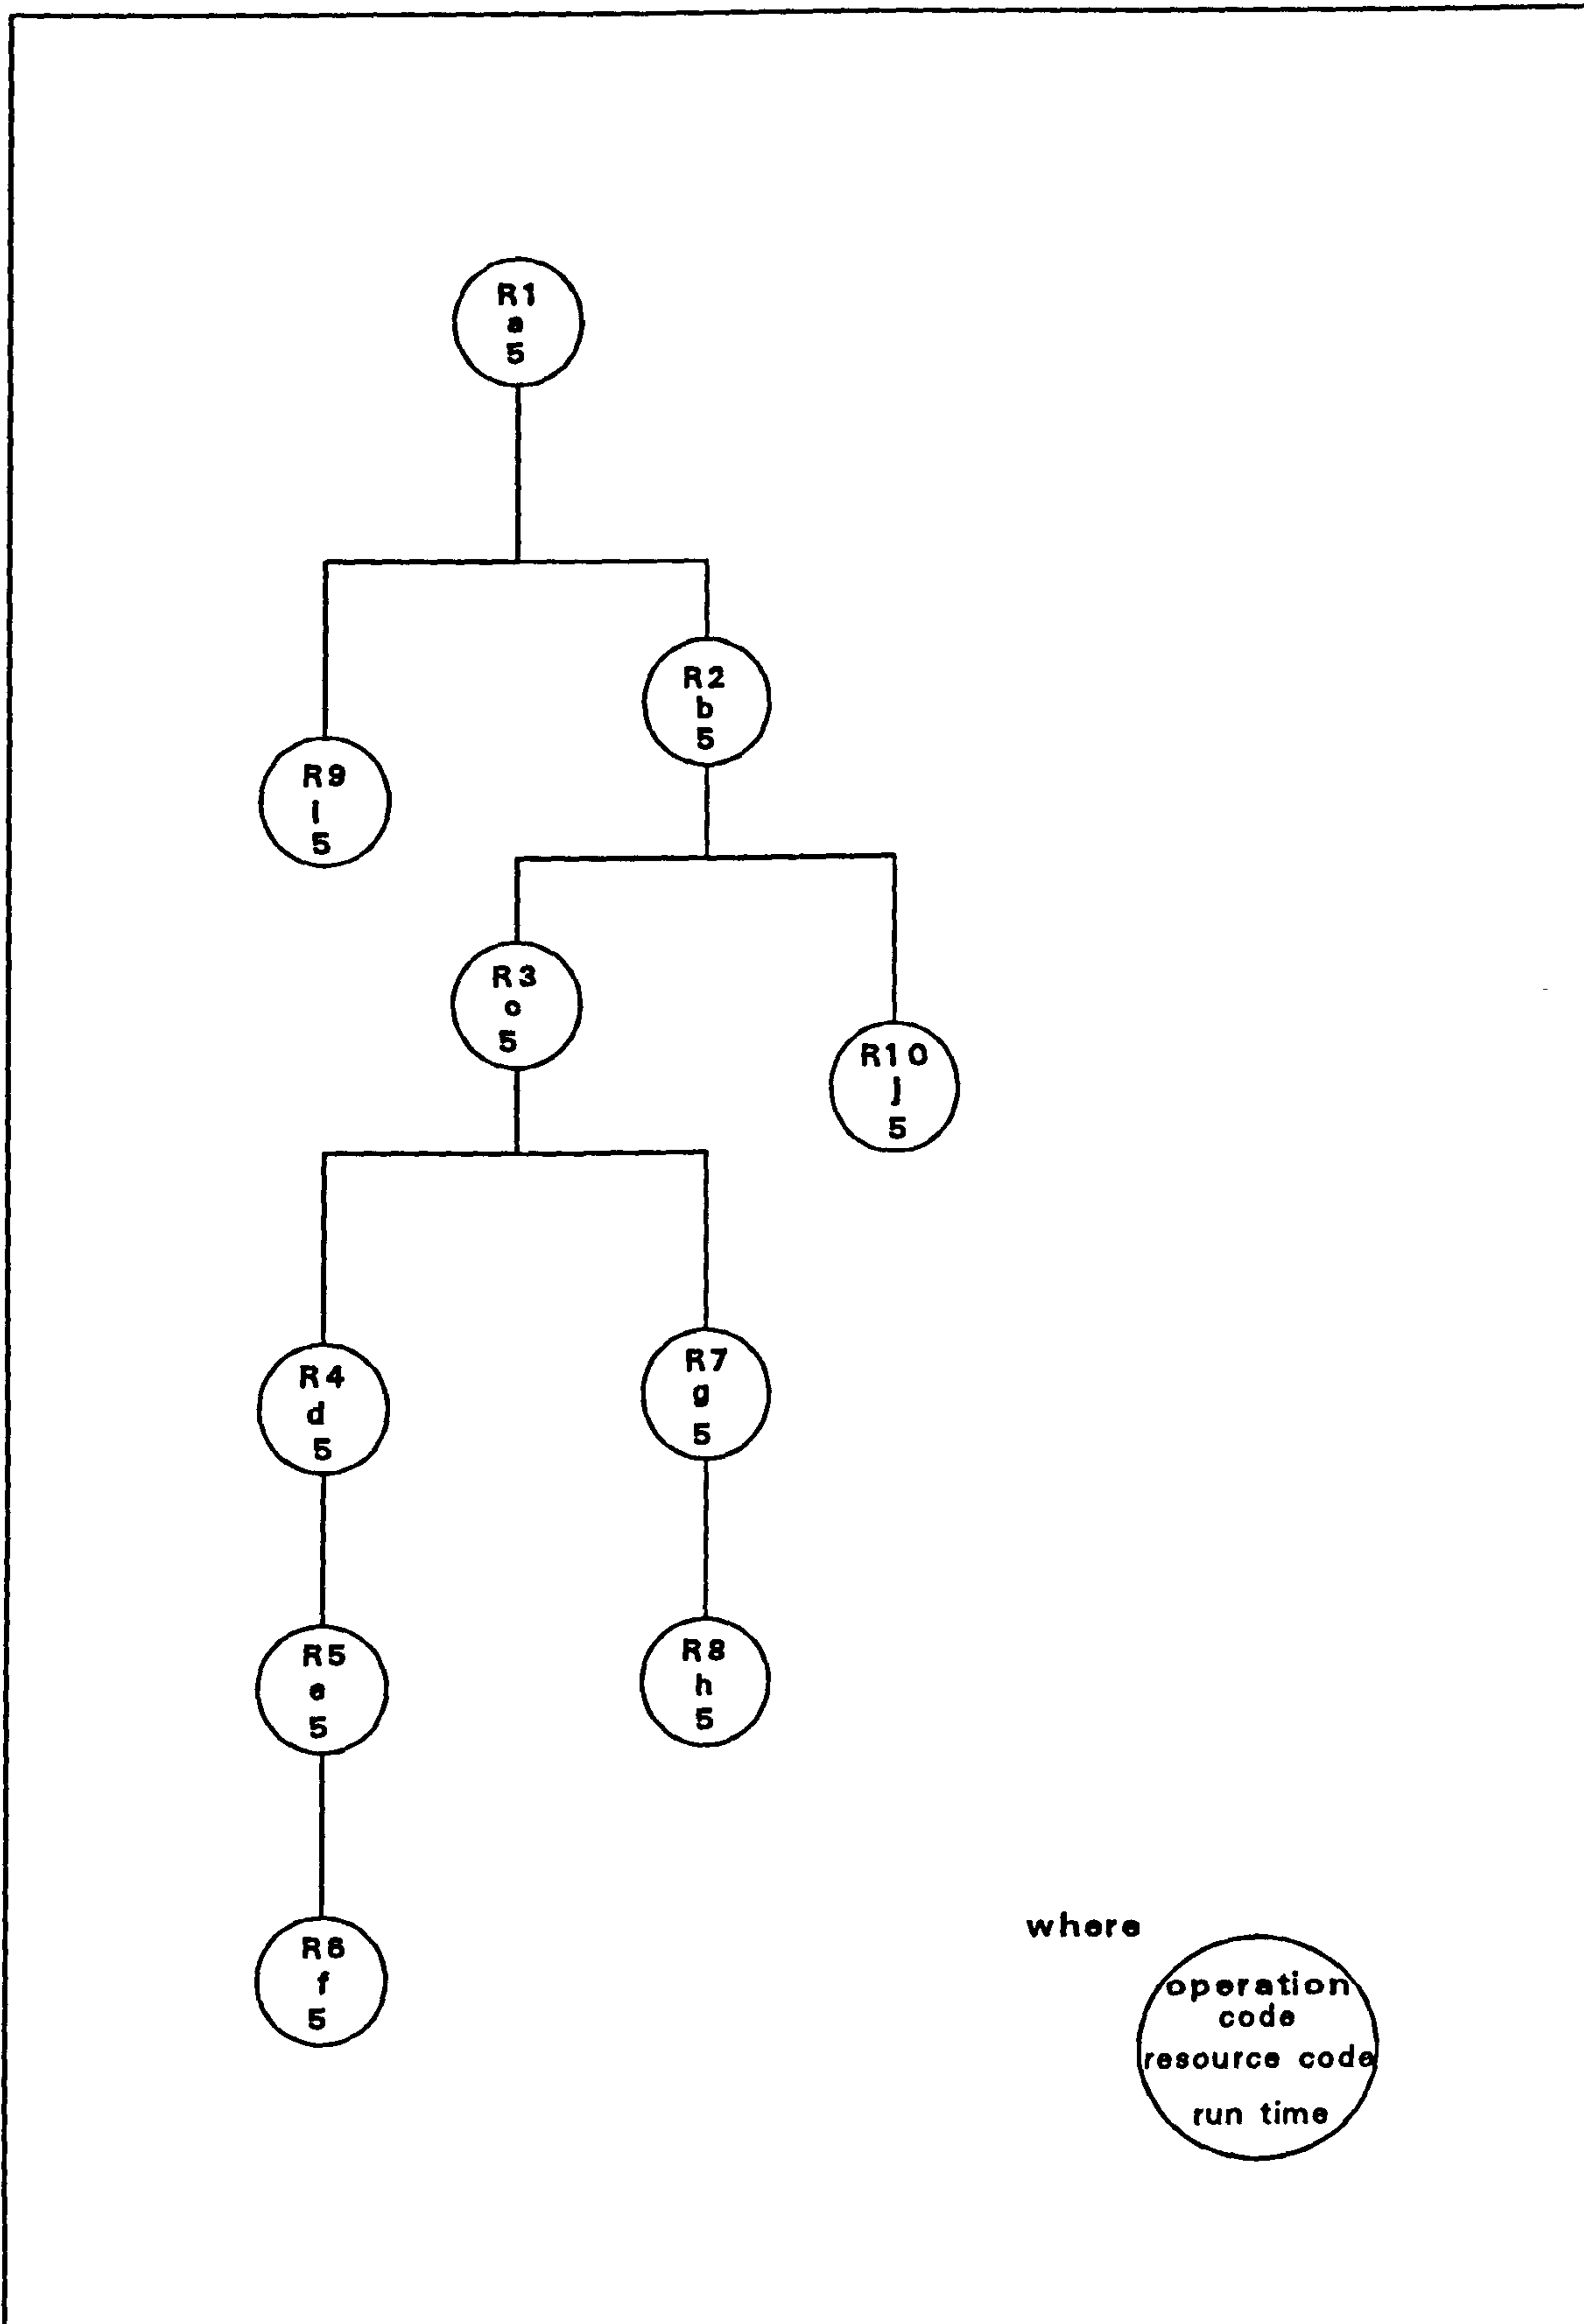 R1
a
5
R2
b
5
R9
i
5
R3
c
5
R10
j
5
R4
d
5
R7
g
5
R5
e
5
R8
h
5
R6
f
5
where
operation
code
resource code
run time